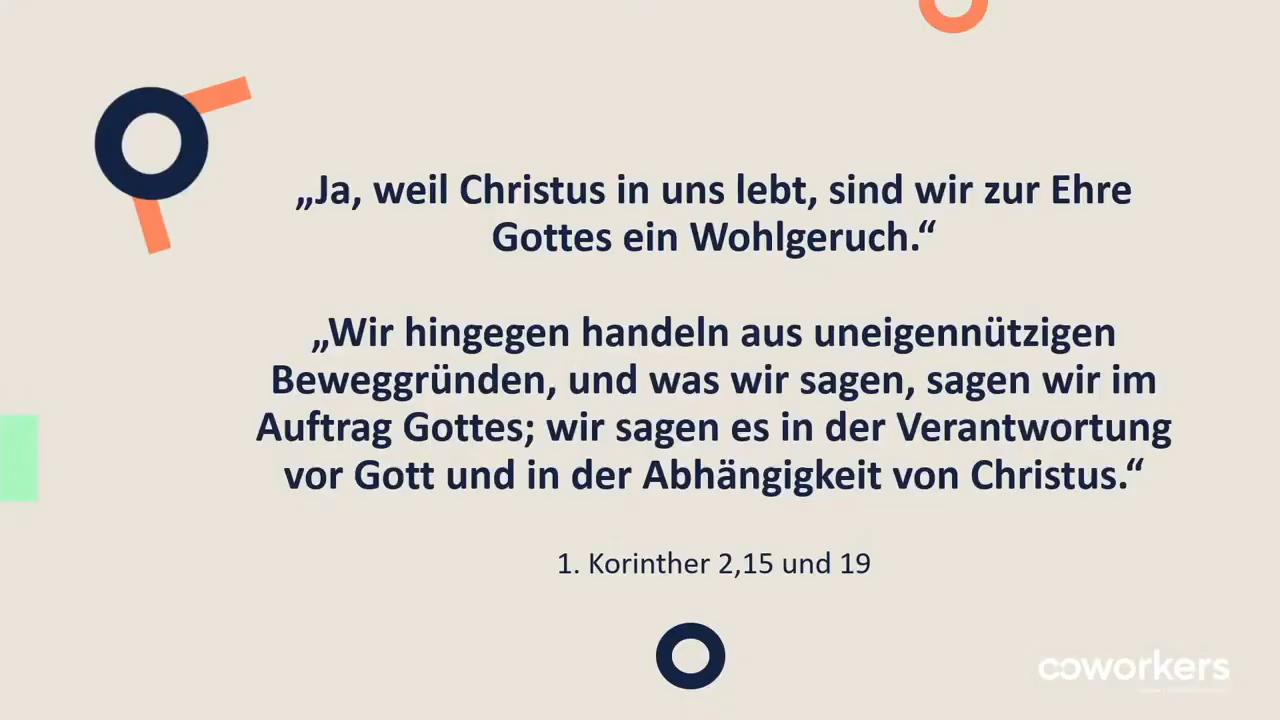 „Ja, weil Christus in uns lebt, sind wir zur Ehre
Gottes ein Wohlgeruch.“
„Wir hingegen handeln aus uneigennützigen
Beweggründen, und was wir sagen, sagen wir im
Auftrag Gottes; wir sagen es in der Verantwortung
vor Gott und in der Abhängigkeit von Christus.“
1. Korinther 2,15 und 19
coworkers